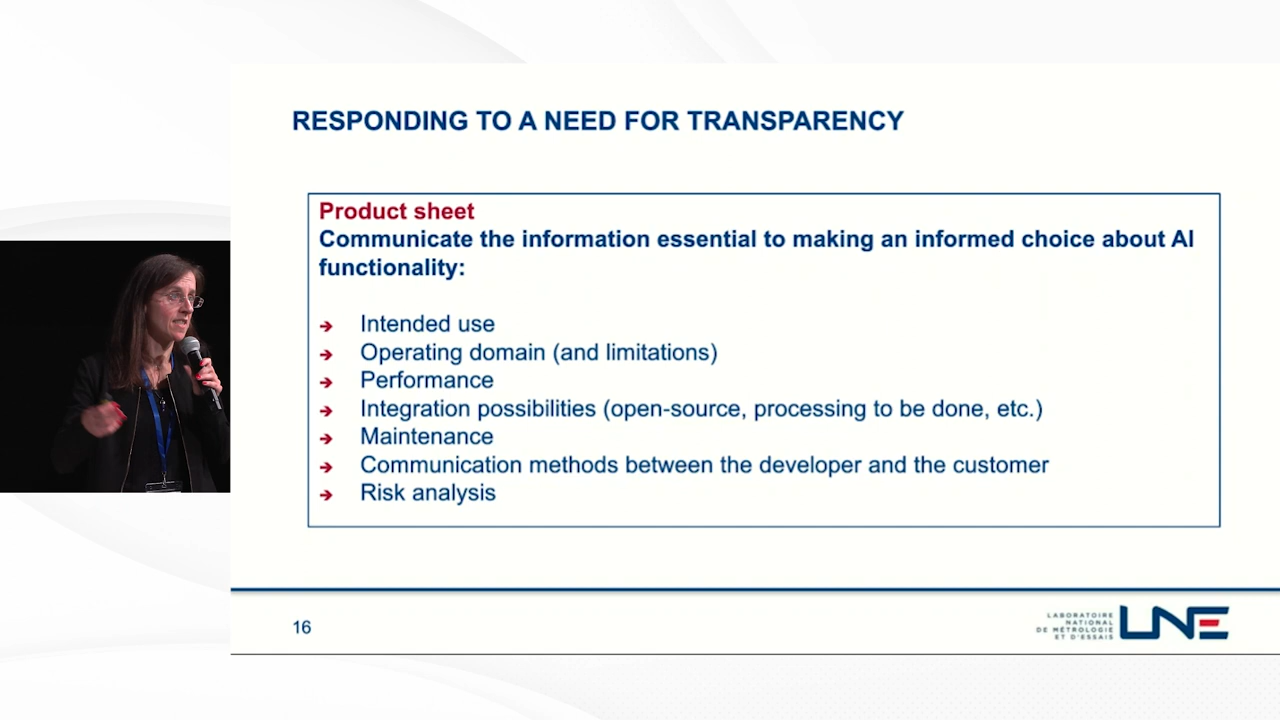 RESPONDING TO A NEED FOR TRANSPARENCY
Product sheet
Communicate the information essential to making an informed choice about AI
functionality:
➔ Intended use
➔ Operating domain (and limitations)
➔ Performance
➔ Integration possibilities (open-source, processing to be done, etc.)
➔ Maintenance
➔ Communication methods between the developer and the customer
➔ Risk analysis
16
LABORATOIRE
NATIONAL
DE MÉTROLOGIE
ET D'ESSAIS
LNE